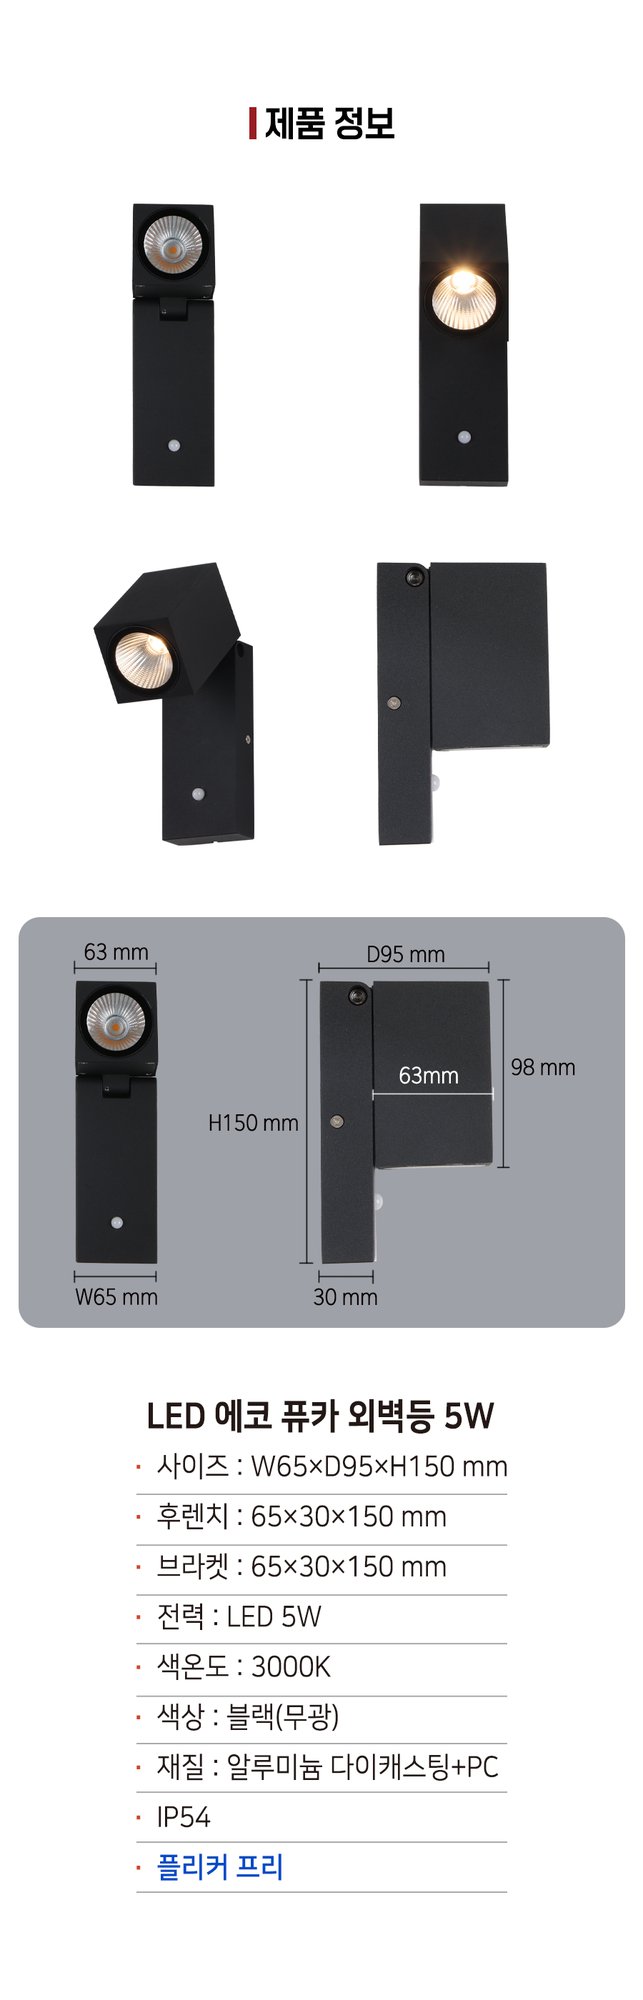 제품 정보
63 mm
D95 mm
98 mm
63mm
H150 mm
W65 mm
30 mm
LED 에코 퓨카 외벽등 5W
· 사이즈 : W65×D95×H150 mm
· 후렌치 : 65×30×150 mm
· 브라켓 : 65×30×150 mm
· 전력 : LED 5W
· 색온도 : 3000K
· 색상 : 블랙(무광)
· 재질 : 알루미늄 다이캐스팅+PC
· IP54
· 플리커 프리